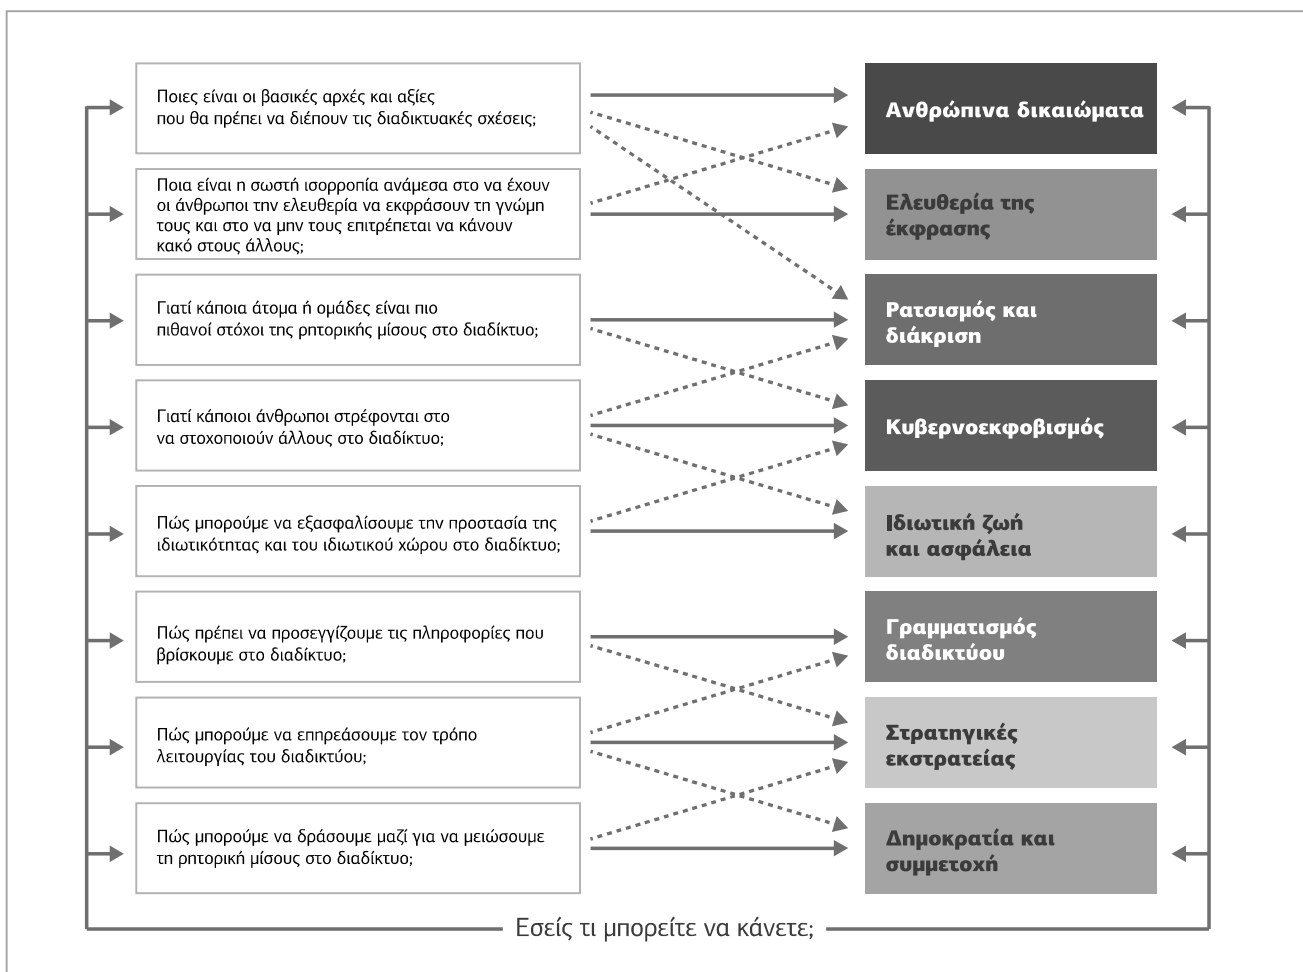 Ποιες είναι οι βασικές αρχές και αξίες
που θα πρέπει να διέπουν τις διαδικτυακές σχέσεις;
Ανθρώπινα δικαιώματα
Ποια είναι η σωστή ισορροπία ανάμεσα στο να έχουν
οι άνθρωποι την ελευθερία να εκφράσουν τη γνώμη
τους και στο να μην τους επιτρέπεται να κάνουν
κακό στους άλλους;
Ελευθερία της
έκφρασης
Γιατί κάποια άτομα ή ομάδες είναι πιο
πιθανοί στόχοι της ρητορικής μίσους στο διαδίκτυο;
Ρατσισμός και
διάκριση
Γιατί κάποιοι άνθρωποι στρέφονται στο
να στοχοποιούν άλλους στο διαδίκτυο;
Κυβερνοεκφοβισμός
Πώς μπορούμε να εξασφαλίσουμε την προστασία της
ιδιωτικότητας και του ιδιωτικού χώρου στο διαδίκτυο;
Ιδιωτική ζωή
και ασφάλεια
Πώς πρέπει να προσεγγίζουμε τις πληροφορίες που
βρίσκουμε στο διαδίκτυο;
Γραμματισμός
διαδικτύου
Πώς μπορούμε να επηρεάσουμε τον τρόπο
λειτουργίας του διαδικτύου;
Στρατηγικές
εκστρατείας
Πώς μπορούμε να δράσουμε μαζί για να μειώσουμε
τη ρητορική μίσους στο διαδίκτυο;
Δημοκρατία και
συμμετοχή
Εσείς τι μπορείτε να κάνετε;